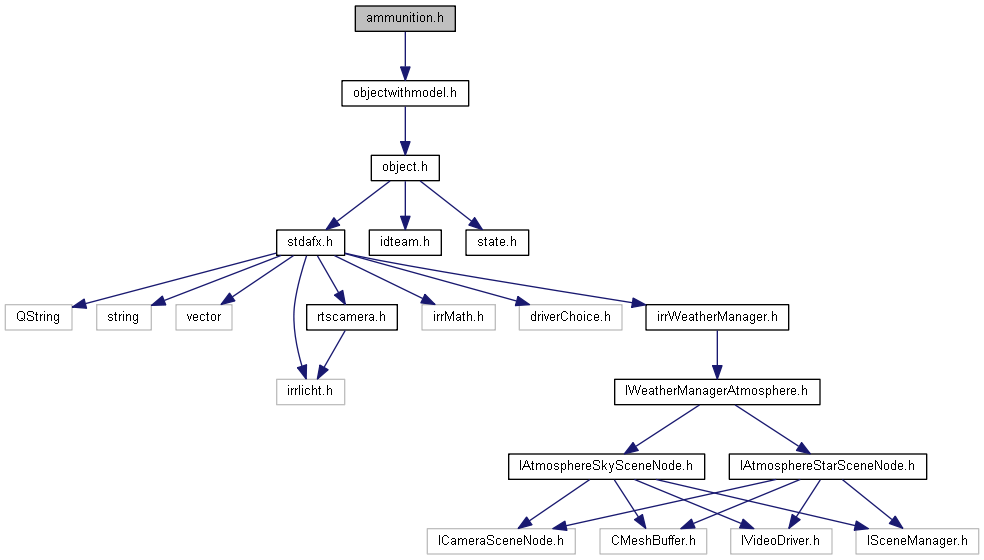 ammunition.h
objectwithmodel.h
object.h
stdafx.h
idteam.h
state.h
QString
string
vector
rtscamera.h
irrMath.h
driverChoice.h
irrWeatherManager.h
irrlicht.h
IWeatherManagerAtmosphere.h
IAtmosphereSkySceneNode.h
IAtmosphereStarSceneNode.h
ICameraSceneNode.h
CMeshBuffer.h
IVideoDriver.h
ISceneManager.h